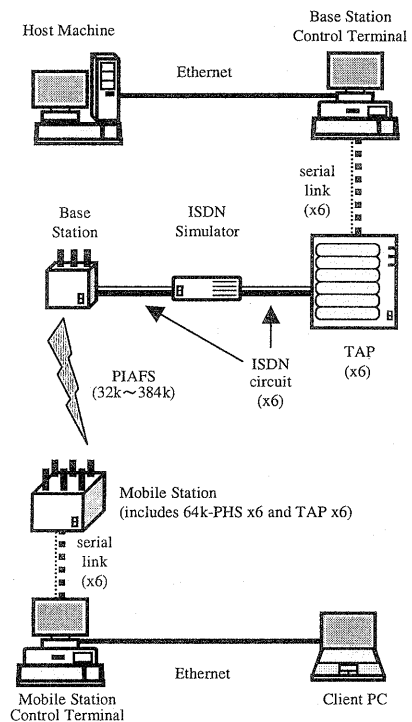 Host Machine
Base Station
Control Terminal
Ethernet
serial
link
(x6)
Base
Station
ISDN
Simulator
TAP
(x6)
ISDN
circuit
(x6)
PIAFS
(32k~384k)
Mobile Station
(includes 64k-PHS x6 and TAP x6)
serial
link
(x6)
Ethernet
Mobile Station
Control Terminal
Client PC